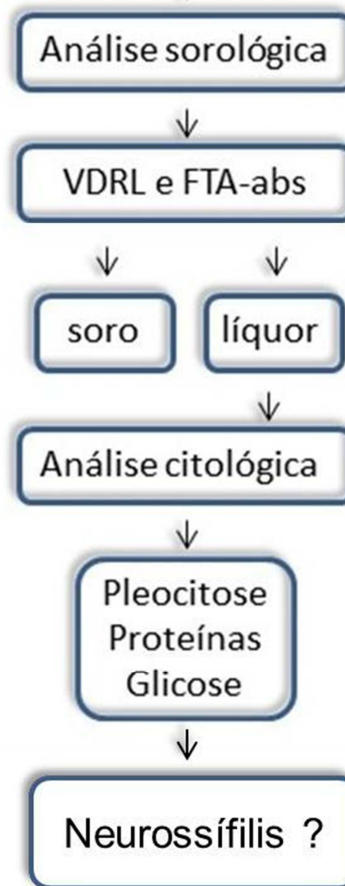 Análise sorológica
VDRL e FTA-abs
soro
líquor
Análise citológica
Pleocitose
Proteínas
Glicose
Neurossífilis ?